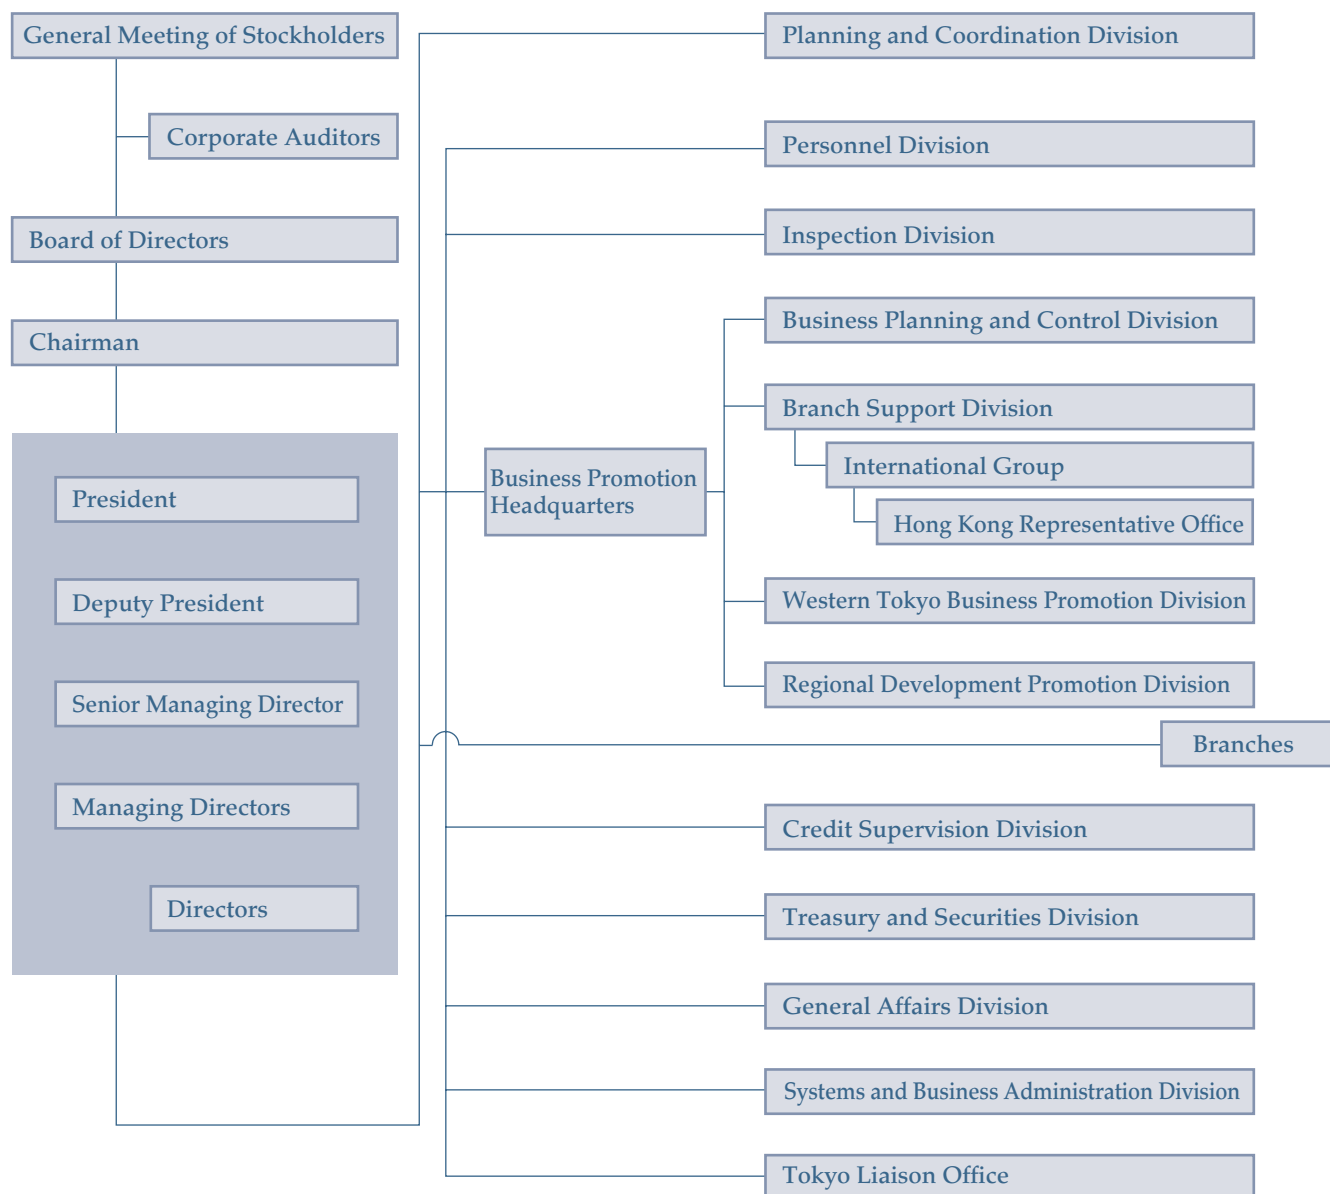 General Meeting of Stockholders
Corporate Auditors
Board of Directors
Chairman
President
Deputy President
Senior Managing Director
Managing Directors
Directors
Business Promotion
Headquarters
Planning and Coordination Division
Personnel Division
Inspection Division
Business Planning and Control Division
Branch Support Division
International Group
Hong Kong Representative Office
Western Tokyo Business Promotion Division
Regional Development Promotion Division
Branches
Credit Supervision Division
Treasury and Securities Division
General Affairs Division
Systems and Business Administration Division
Tokyo Liaison Office